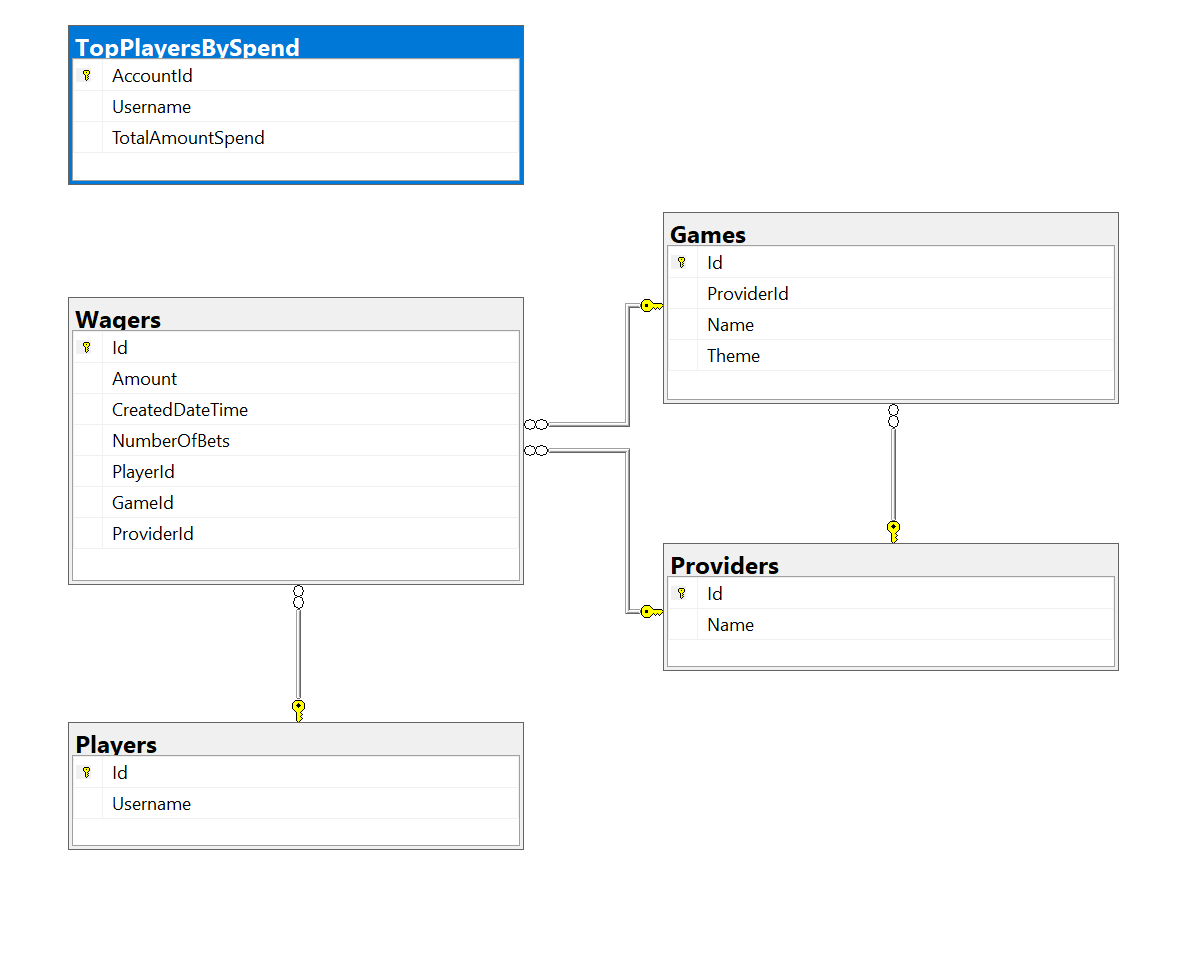 TopPlayersBySpend
AccountId
Username
TotalAmountSpend
Games
Id
ProviderId
Name
Theme
Wagers
Id
Amount
CreatedDateTime
NumberOfBets
PlayerId
GameId
ProviderId
Providers
Id
Name
Players
Id
Username